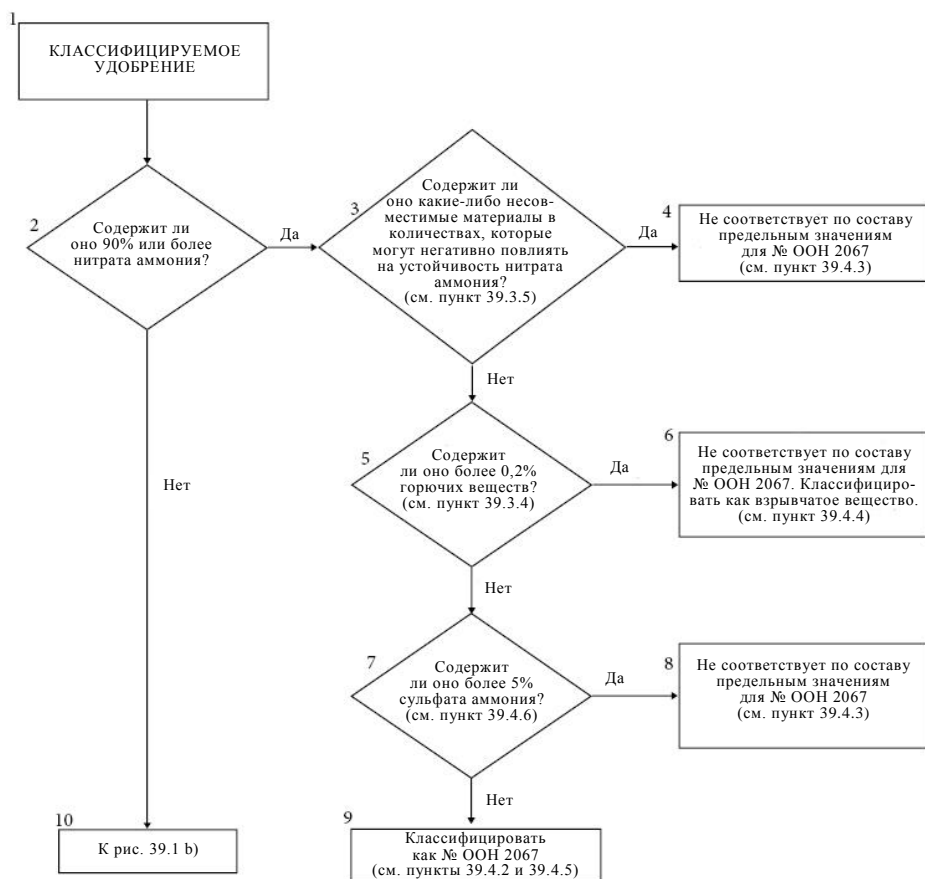 1
КЛАССИФИЦИРУЕМОЕ
УДОБРЕНИЕ
2
Содержит ли
оно 90% или более
нитрата аммония?
Да
3
Содержит ли
оно какие-либо несов-
местимые материалы в
количествах, которые
могут негативно повлиять
на устойчивость нитрата
аммония?
(см. пункт 39.3.5)
Да
4
Не соответствует по составу
предельным значениям
для № ООН 2067
(см. пункт 39.4.3)
Нет
5
Содержит
ли оно более 0,2%
горючих веществ?
(см. пункт 39.3.4)
Да
6
Не соответствует по составу
предельным значениям для
№ ООН 2067. Классифициро-
вать как взрывчатое вещество.
(см. пункт 39.4.4)
Нет
Нет
7
Содержит
ли оно более 5%
сульфата аммония?
(см. пункт 39.4.6)
Да
8
Не соответствует по составу
предельным значениям
для № ООН 2067
(см. пункт 39.4.3)
Нет
9
Классифицировать
как № ООН 2067
(см. пункты 39.4.2 и 39.4.5)
10
К рис. 39.1 b)